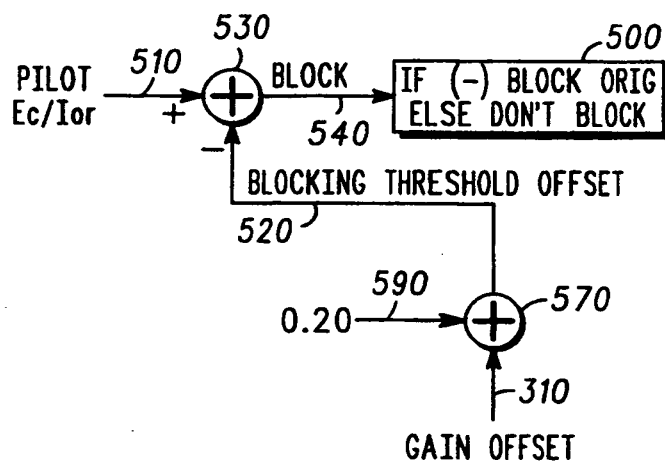 530
500
PILOT
Ec/Ior
510
+
BLOCK
540
IF (-) BLOCK ORIG
ELSE DON'T BLOCK
+
−
BLOCKING THRESHOLD OFFSET
520
590
0.20
+
570
310
GAIN OFFSET